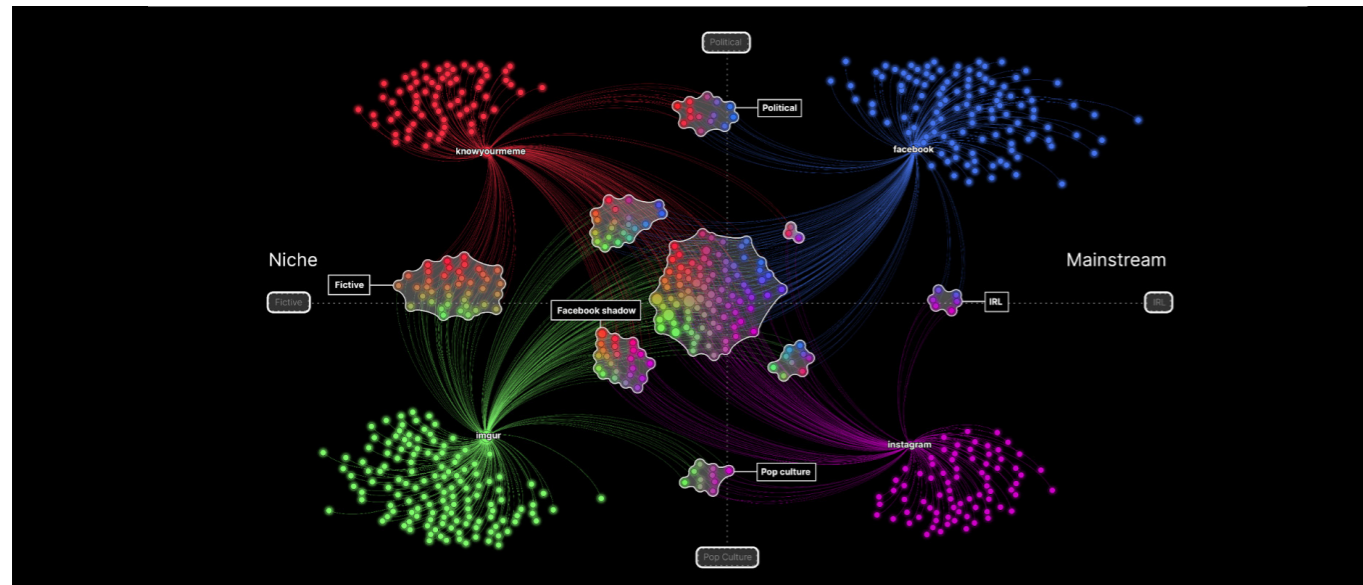 Political
Political
knowyourmeme
facebook
Niche
Mainstream
Fictive
Fictive
IRL
IRL
Facebook shadow
imgur
instagram
Pop culture
Pop Culture